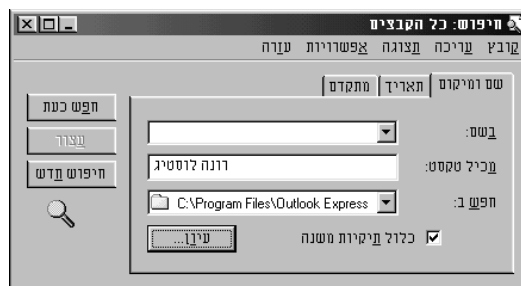 חיפוש: כל הקבצים
קובץ עריכה תצוגה אפשרויות עזרה
שם ומיקום תאריך מתקדם
בשם:
מכיל טקסט: רונה לוסטיג
חפש ב: C:\Program Files\Outlook Express
כלול תיקיות משנה
עיין...
חפש כעת
עצור
חיפוש חדש